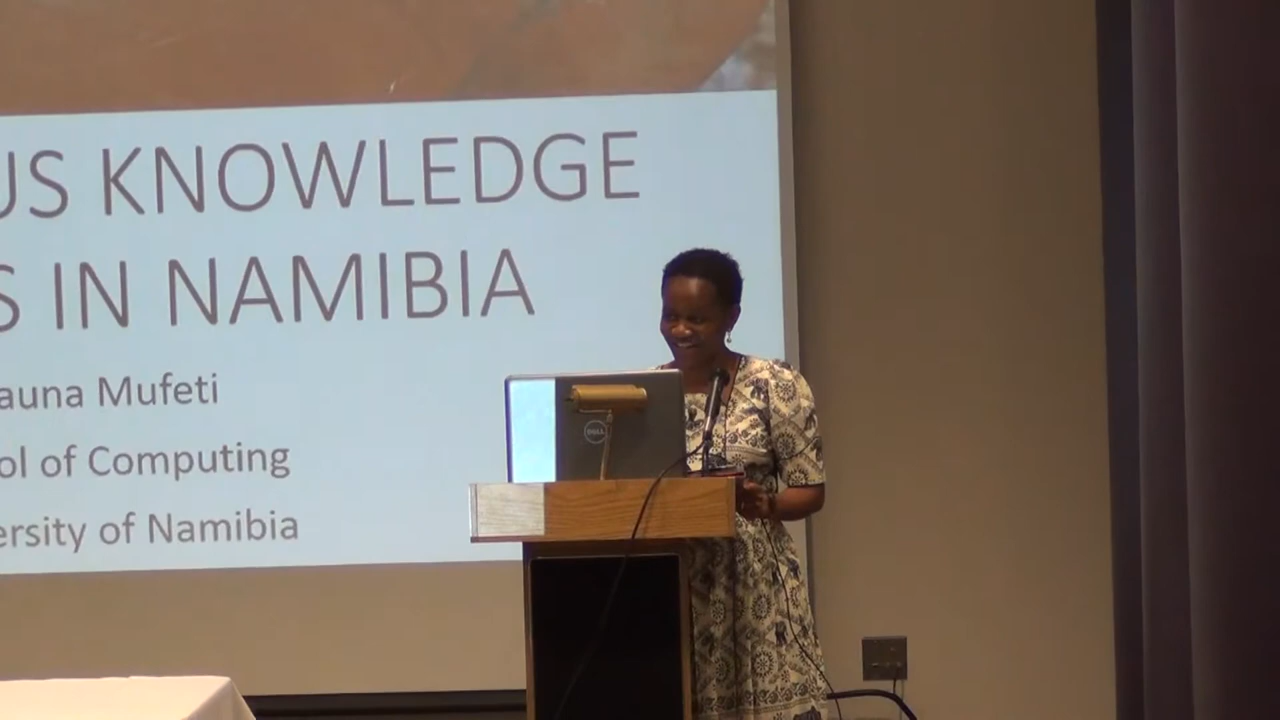 US KNOWLEDGE
S IN NAMIBIA
auna Mufeti
ol of Computing
ersity of Namibia
DELL